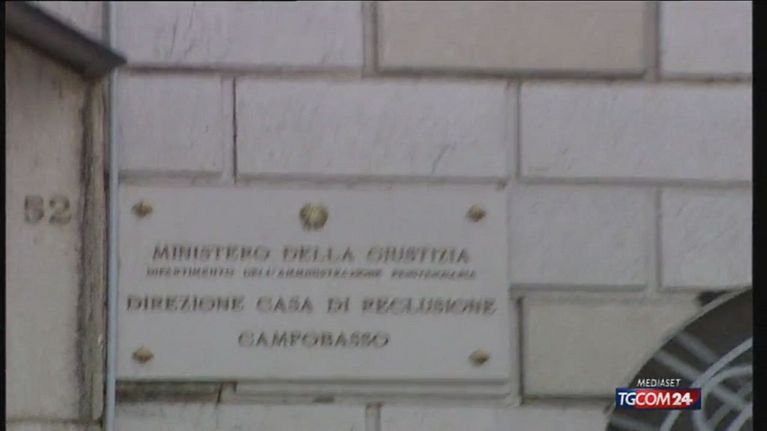 52
MINISTERO DELLA GIUSTIZIA
DIPARTIMENTO DELL'AMMINISTRAZIONE PENITENZIARIA
DIREZIONE CASA DI RECLUSIONE
CAMPOBASSO
MEDIASET
TGCOM24